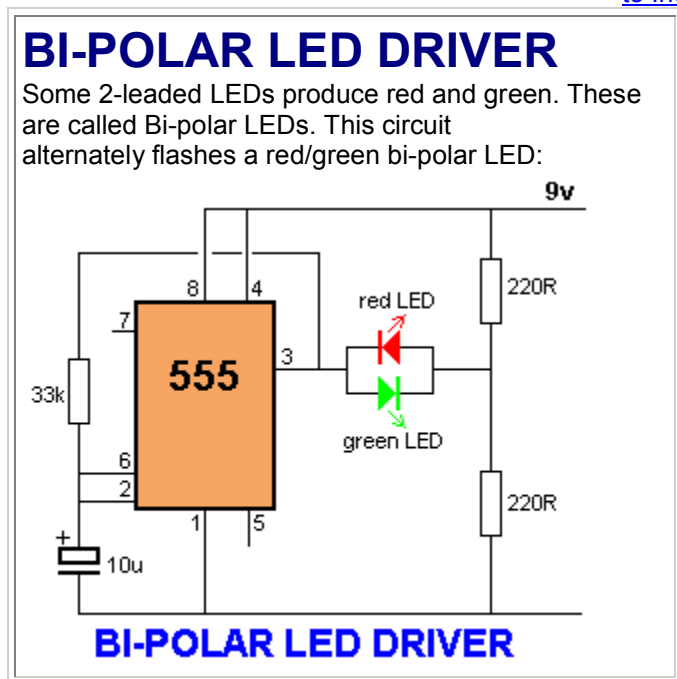 to in
BI-POLAR LED DRIVER
Some 2-leaded LEDs produce red and green. These
are called Bi-polar LEDs. This circuit
alternately flashes a red/green bi-polar LED:
9v
220R
8
4
red LED
7
3
555
33k
green LED
6
2
220R
1
5
+
10u
BI-POLAR LED DRIVER